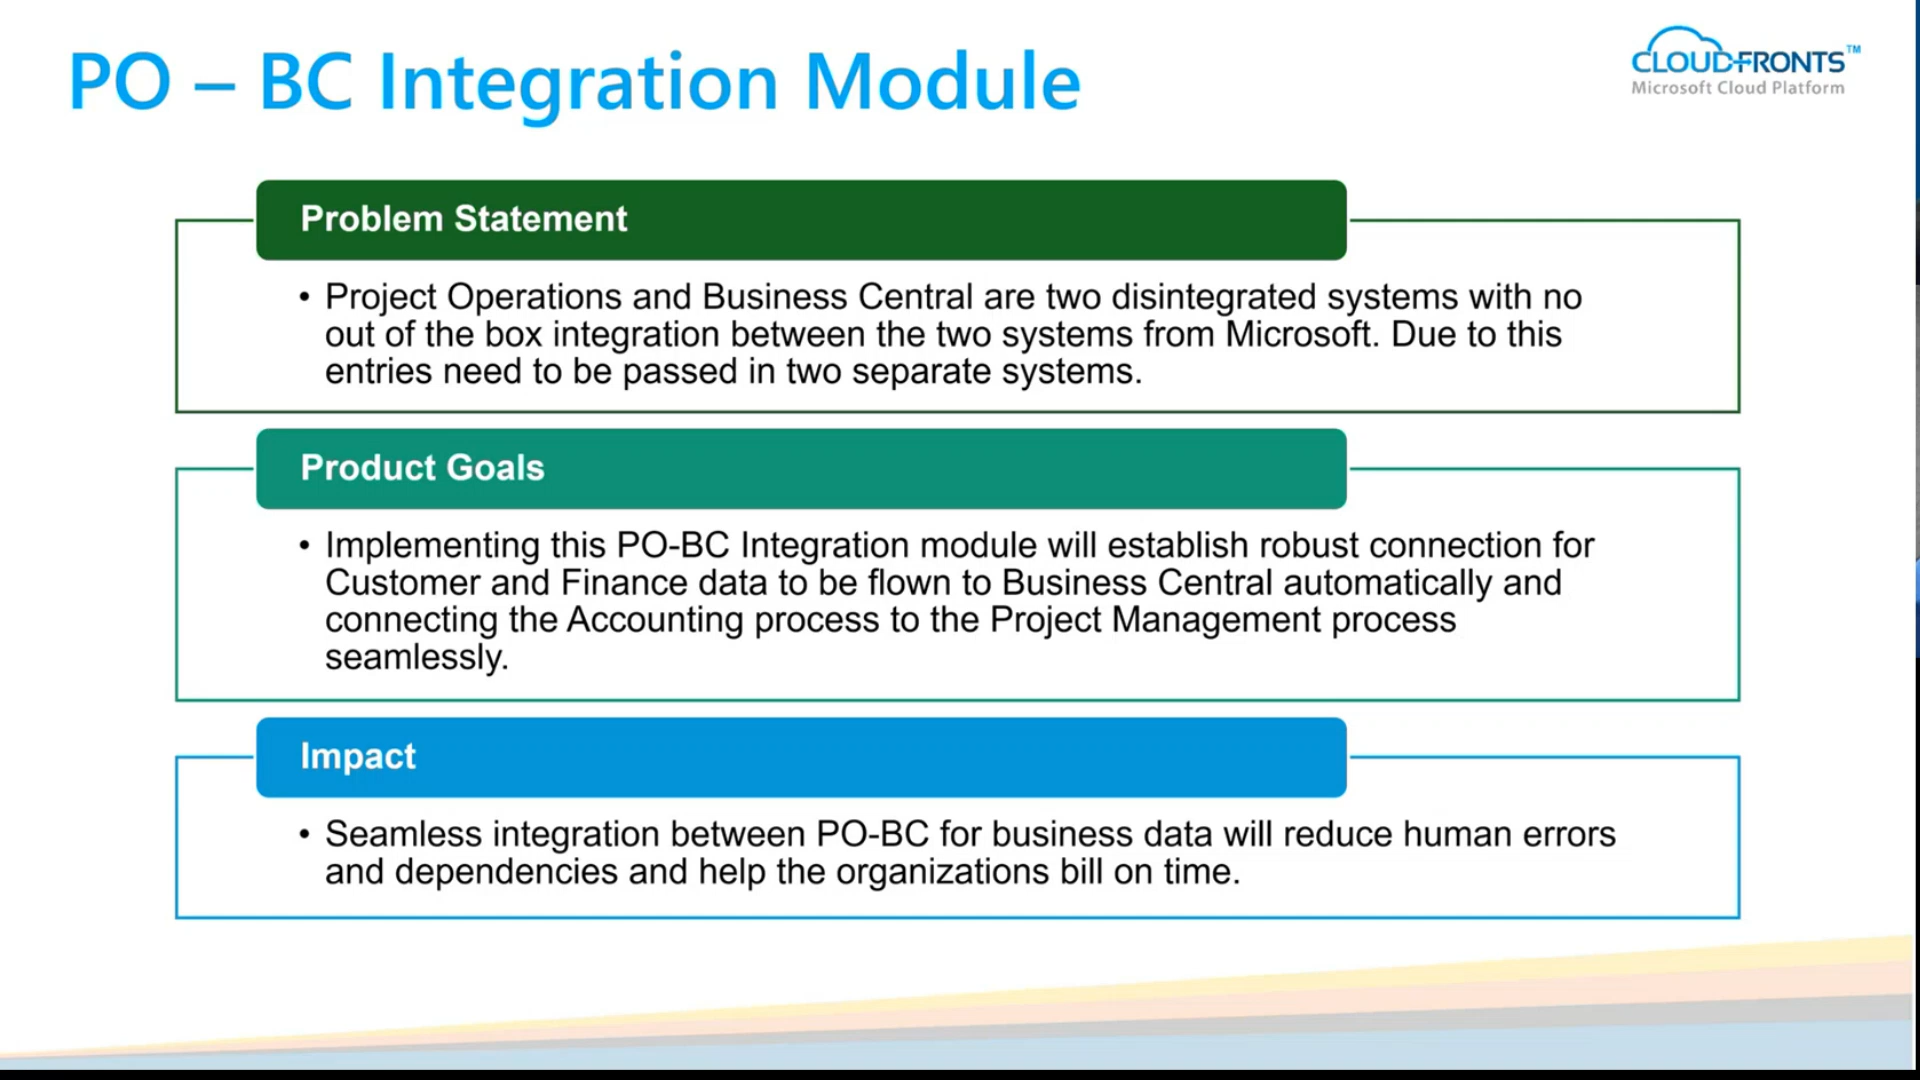 PO – BC Integration Module
CLOUDFRONTS™
Microsoft Cloud Platform
Problem Statement
• Project Operations and Business Central are two disintegrated systems with no
out of the box integration between the two systems from Microsoft. Due to this
entries need to be passed in two separate systems.
Product Goals
• Implementing this PO-BC Integration module will establish robust connection for
Customer and Finance data to be flown to Business Central automatically and
connecting the Accounting process to the Project Management process
seamlessly.
Impact
• Seamless integration between PO-BC for business data will reduce human errors
and dependencies and help the organizations bill on time.